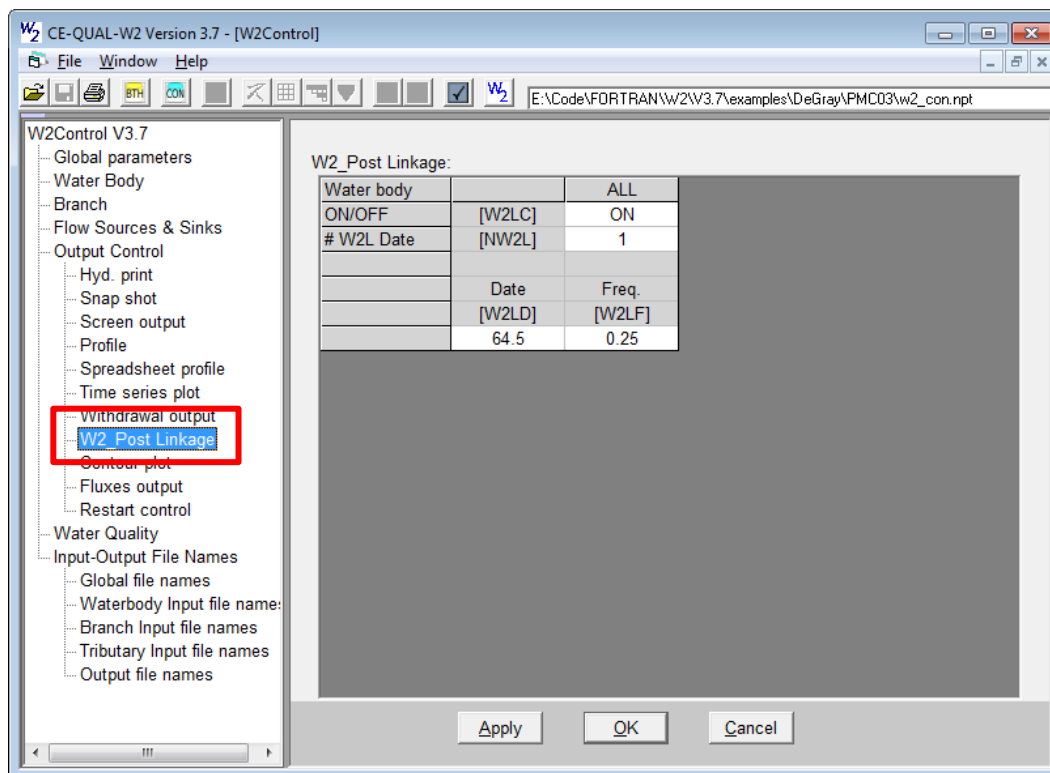 W2 CE-QUAL-W2 Version 3.7 - [W2Control]
File Window Help
BTH CON W2 E:\Code\FORTRAN\W2\V3.7\examples\DeGray\PMC03\w2_con.npt
W2Control V3.7
Global parameters
Water Body
Branch
Flow Sources & Sinks
Output Control
Hyd. print
Snap shot
Screen output
Profile
Spreadsheet profile
Time series plot
Withdrawal output
W2_Post Linkage
Contour plot
Fluxes output
Restart control
Water Quality
Input-Output File Names
Global file names
Waterbody Input file name
Branch Input file names
Tributary Input file names
Output file names
W2_Post Linkage:
Water body ALL
ON/OFF [W2LC] ON
# W2L Date [NW2L] 1
Date Freq.
[W2LD] [W2LF]
64.5 0.25
Apply OK Cancel